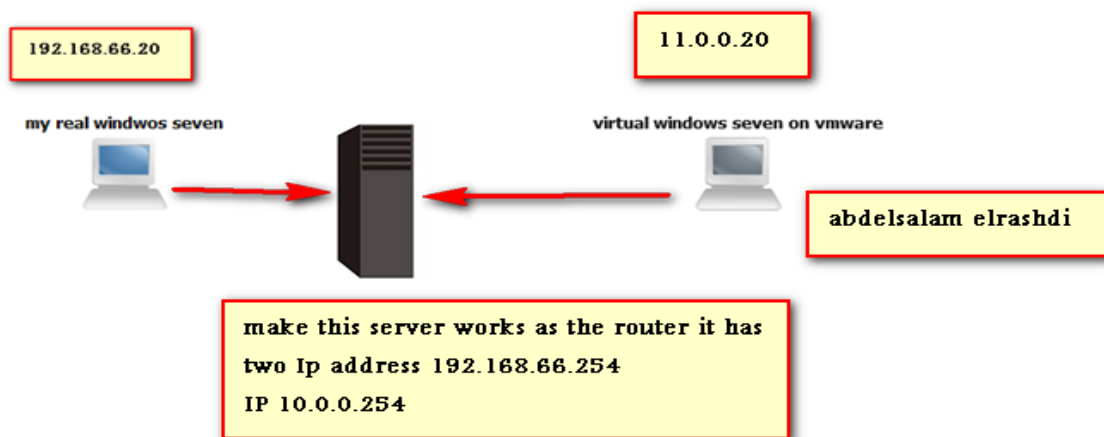 192.168.66.20
11.0.0.20
my real windwos seven
virtual windows seven on vmware
abdelsalam elrashdi
make this server works as the router it has
two Ip address 192.168.66.254
IP 10.0.0.254